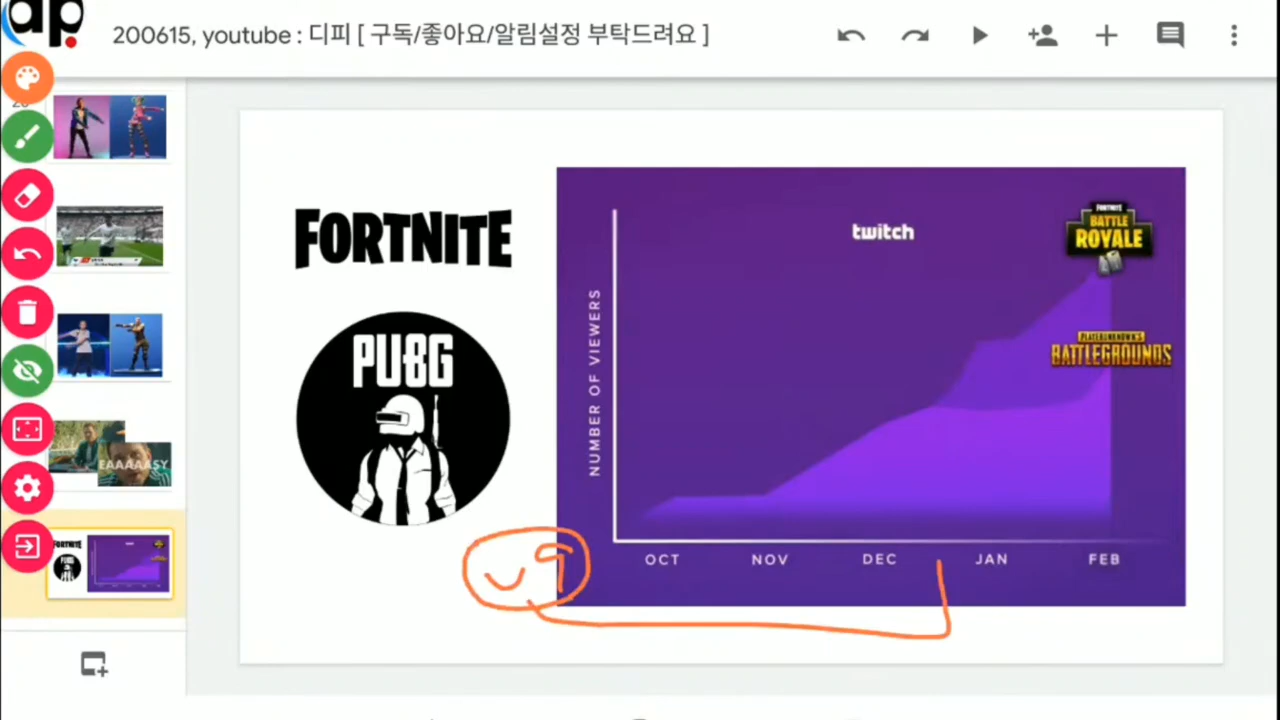 dp
200615, youtube : 디피 [ 구독/좋아요/알림설정 부탁드려요 ]
EAAAAASY
FORTNITE
PUBG
twitch
FORTNITE
BATTLE
ROYALE
PLAYERUNKNOWN'S
BATTLEGROUNDS
NUMBER OF VIEWERS
OCT NOV DEC JAN FEB